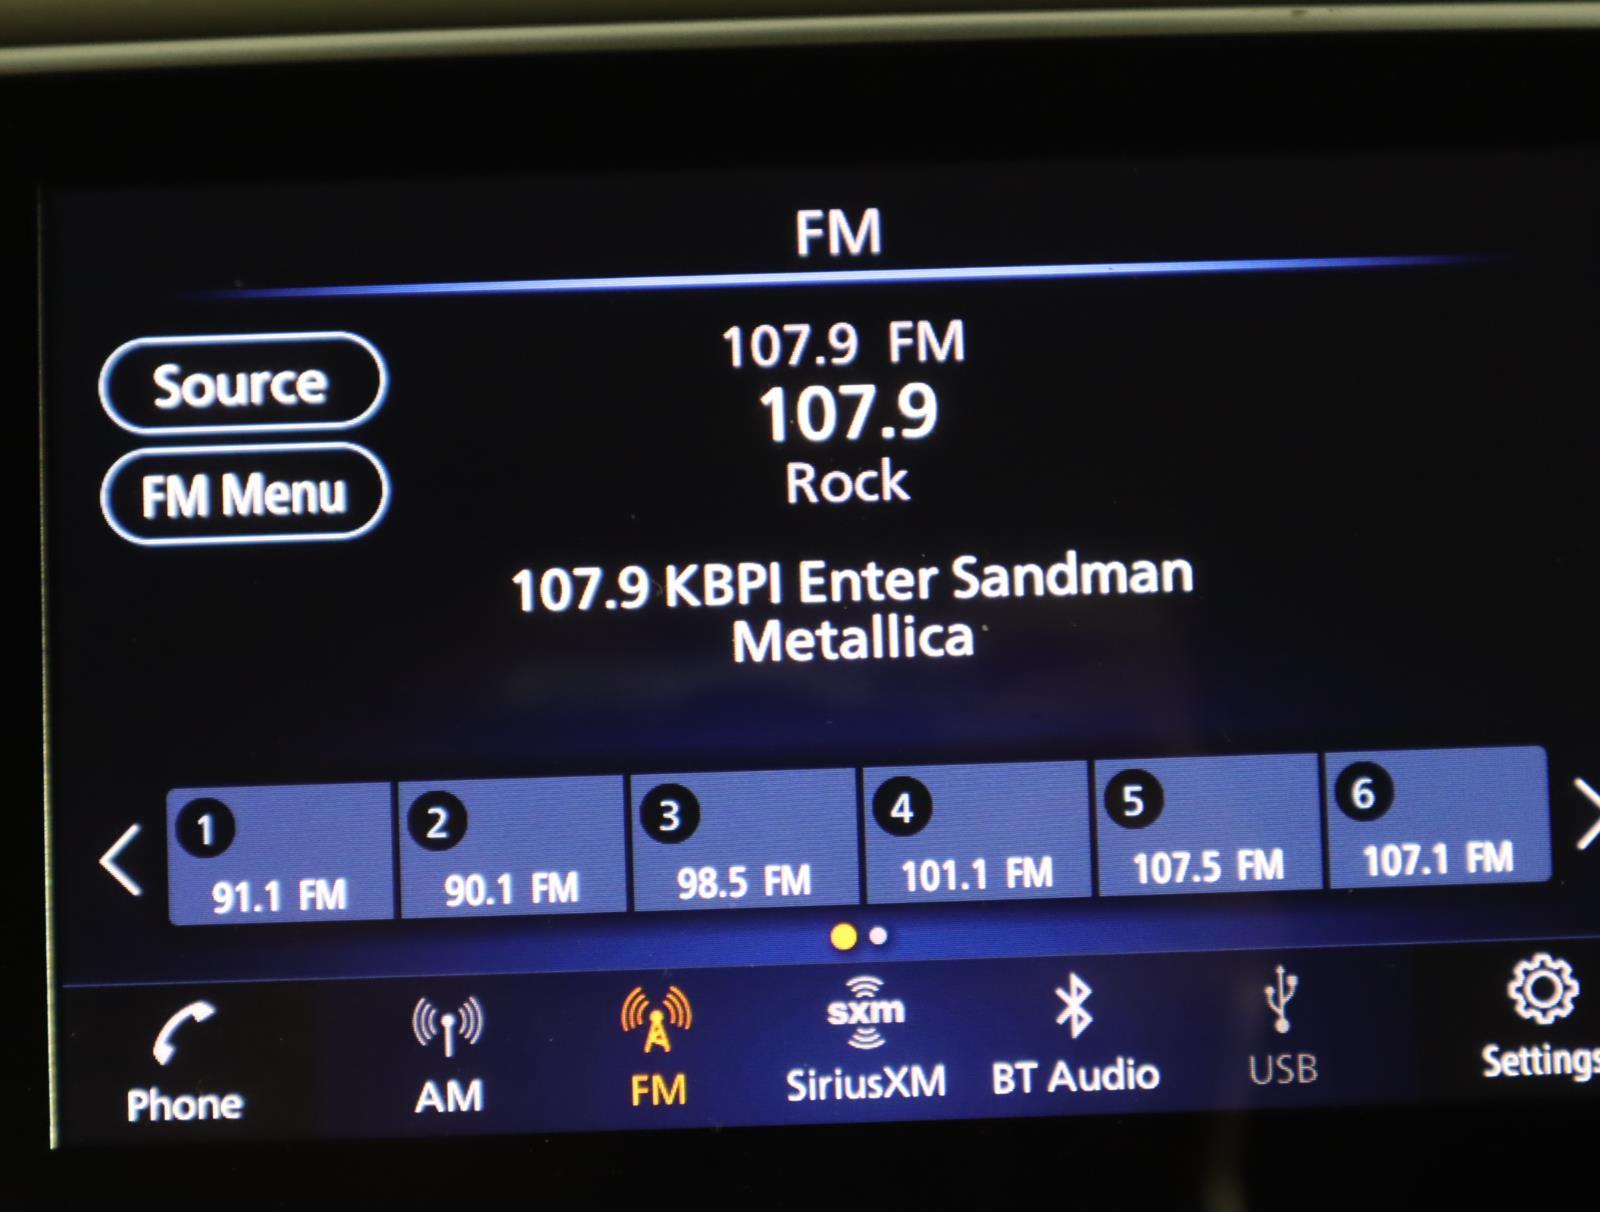 FM
107.9 FM
107.9
Rock
Source
FM Menu
107.9 KBPI Enter Sandman
Metallica
1
91.1 FM
2
90.1 FM
3
98.5 FM
4
101.1 FM
5
107.5 FM
6
107.1 FM
Phone
AM
FM
sxm
SiriusXM
BT Audio
USB
Settings